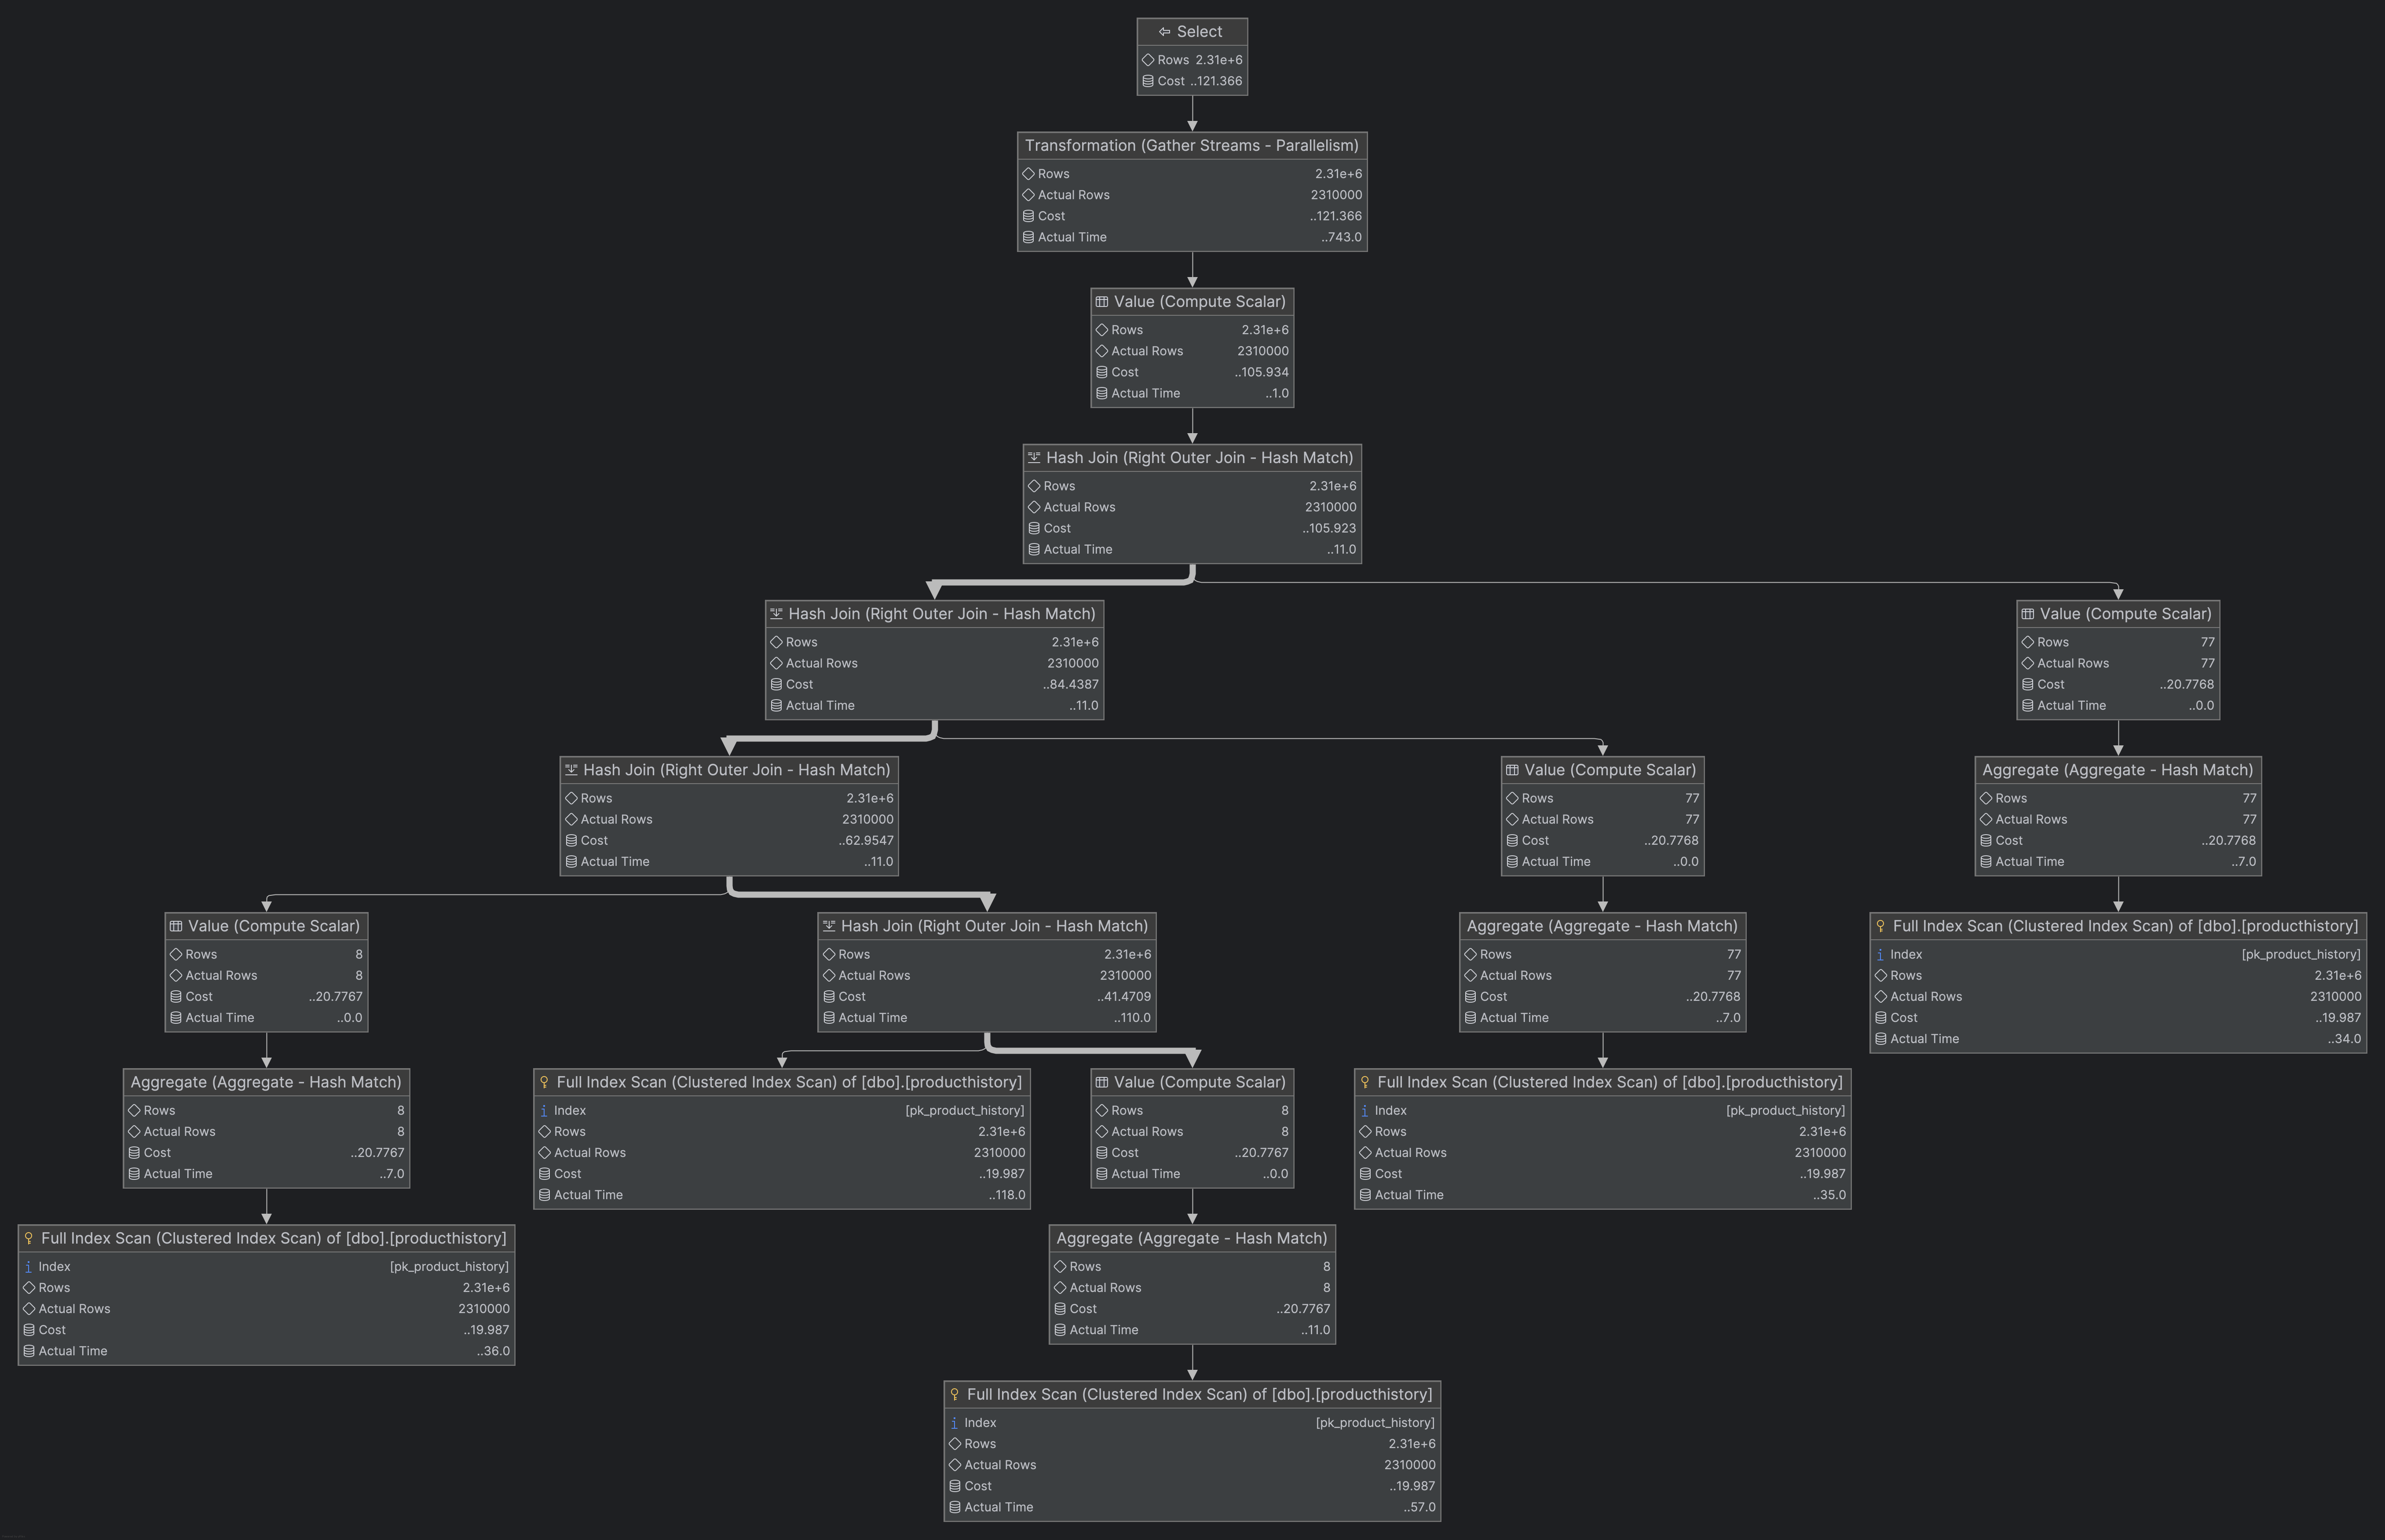 Select
Rows 2.31e+6
Cost ..121.366
Transformation (Gather Streams - Parallelism)
Rows 2.31e+6
Actual Rows 2310000
Cost ..121.366
Actual Time ..743.0
Value (Compute Scalar)
Rows 2.31e+6
Actual Rows 2310000
Cost ..105.934
Actual Time ..1.0
Hash Join (Right Outer Join - Hash Match)
Rows 2.31e+6
Actual Rows 2310000
Cost ..105.923
Actual Time ..11.0
Hash Join (Right Outer Join - Hash Match)
Rows 2.31e+6
Actual Rows 2310000
Cost ..84.4387
Actual Time ..11.0
Value (Compute Scalar)
Rows 77
Actual Rows 77
Cost ..20.7768
Actual Time ..0.0
Hash Join (Right Outer Join - Hash Match)
Rows 2.31e+6
Actual Rows 2310000
Cost ..62.9547
Actual Time ..11.0
Value (Compute Scalar)
Rows 77
Actual Rows 77
Cost ..20.7768
Actual Time ..0.0
Aggregate (Aggregate - Hash Match)
Rows 77
Actual Rows 77
Cost ..20.7768
Actual Time ..7.0
Value (Compute Scalar)
Rows 8
Actual Rows 8
Cost ..20.7767
Actual Time ..0.0
Hash Join (Right Outer Join - Hash Match)
Rows 2.31e+6
Actual Rows 2310000
Cost ..41.4709
Actual Time ..110.0
Aggregate (Aggregate - Hash Match)
Rows 77
Actual Rows 77
Cost ..20.7768
Actual Time ..7.0
Full Index Scan (Clustered Index Scan) of [dbo].[producthistory]
Index [pk_product_history]
Rows 2.31e+6
Actual Rows 2310000
Cost ..19.987
Actual Time ..34.0
Aggregate (Aggregate - Hash Match)
Rows 8
Actual Rows 8
Cost ..20.7767
Actual Time ..7.0
Full Index Scan (Clustered Index Scan) of [dbo].[producthistory]
Index [pk_product_history]
Rows 2.31e+6
Actual Rows 2310000
Cost ..19.987
Actual Time ..118.0
Value (Compute Scalar)
Rows 8
Actual Rows 8
Cost ..20.7767
Actual Time ..0.0
Full Index Scan (Clustered Index Scan) of [dbo].[producthistory]
Index [pk_product_history]
Rows 2.31e+6
Actual Rows 2310000
Cost ..19.987
Actual Time ..35.0
Full Index Scan (Clustered Index Scan) of [dbo].[producthistory]
Index [pk_product_history]
Rows 2.31e+6
Actual Rows 2310000
Cost ..19.987
Actual Time ..36.0
Aggregate (Aggregate - Hash Match)
Rows 8
Actual Rows 8
Cost ..20.7767
Actual Time ..11.0
Full Index Scan (Clustered Index Scan) of [dbo].[producthistory]
Index [pk_product_history]
Rows 2.31e+6
Actual Rows 2310000
Cost ..19.987
Actual Time ..57.0